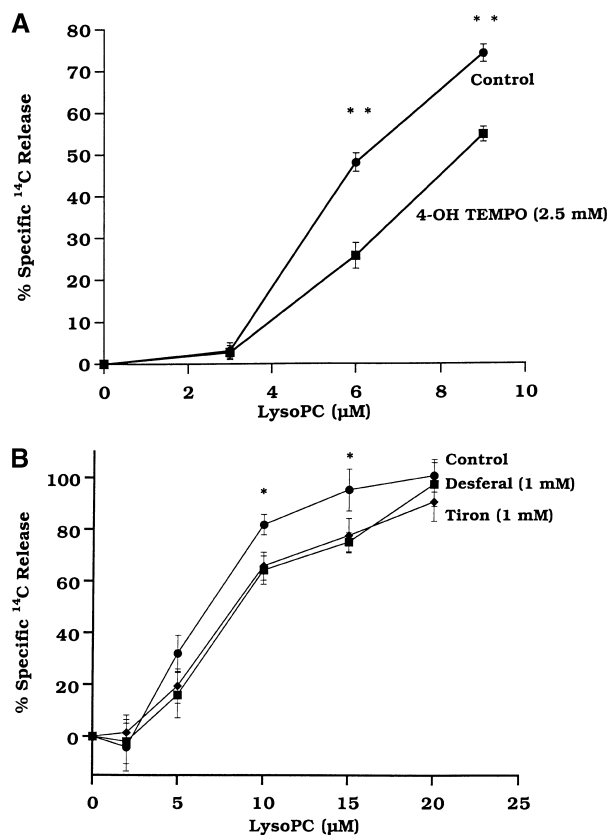 A
* *
80
Control
70
60
* *
50
4-OH TEMPO (2.5 mM)
40
30
20
10
0
% Specific ¹⁴C Release
0 2 4 6 8 10
LysoPC (µM)
B
* *
Control
100
Desferal (1 mM)
Tiron (1 mM)
80
60
40
20
0
% Specific ¹⁴C Release
0 5 10 15 20 25
LysoPC (µM)